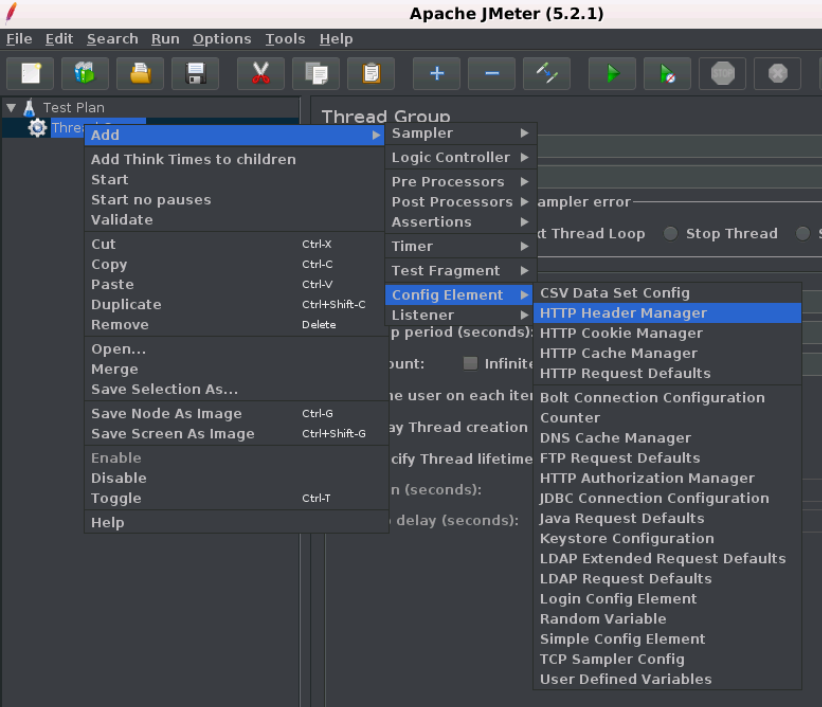 Apache JMeter (5.2.1)
File Edit Search Run Options Tools Help
STOP
Test Plan
Thread Group
Add
Add Think Times to children
Start
Start no pauses
Validate
Cut Ctrl-X
Copy Ctrl-C
Paste Ctrl-V
Duplicate Ctrl+Shift-C
Remove Delete
Open...
Merge
Save Selection As...
Save Node As Image Ctrl-G
Save Screen As Image Ctrl+Shift-G
Enable
Disable
Toggle Ctrl-T
Help
Sampler
Logic Controller
Pre Processors
Post Processors
Assertions
Timer
Test Fragment
Config Element
Listener
ampler error
xt Thread Loop Stop Thread
p period (seconds):
ount: Infinite
ne user on each iter
ay Thread creation
cify Thread lifetime
n (seconds):
delay (seconds):
CSV Data Set Config
HTTP Header Manager
HTTP Cookie Manager
HTTP Cache Manager
HTTP Request Defaults
Bolt Connection Configuration
Counter
DNS Cache Manager
FTP Request Defaults
HTTP Authorization Manager
JDBC Connection Configuration
Java Request Defaults
Keystore Configuration
LDAP Extended Request Defaults
LDAP Request Defaults
Login Config Element
Random Variable
Simple Config Element
TCP Sampler Config
User Defined Variables